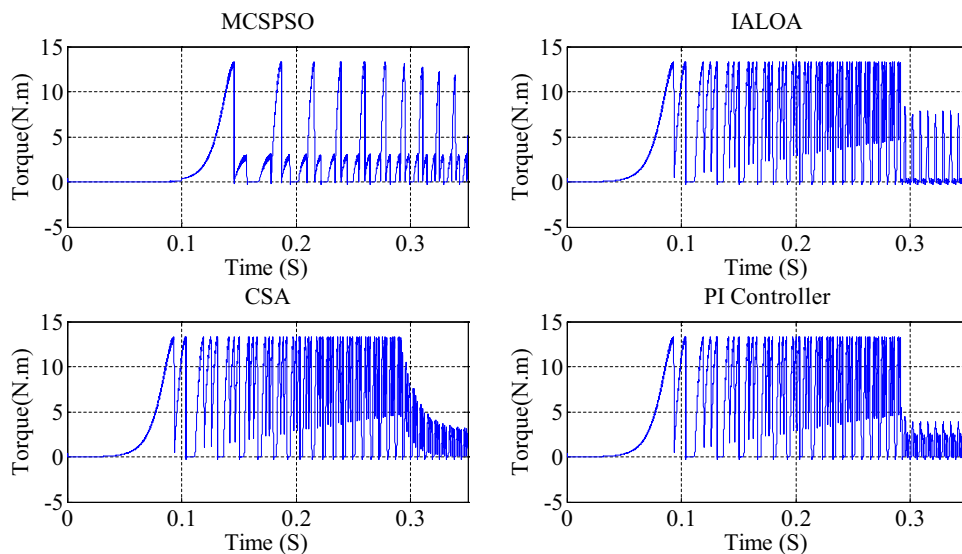 MCSPSO
Torque(N.m)
15
10
5
0
-5
0 0.1 0.2 0.3
Time (S)
IALOA
Torque(N.m)
15
10
5
0
-5
0 0.1 0.2 0.3
Time (S)
CSA
Torque(N.m)
15
10
5
0
-5
0 0.1 0.2 0.3
Time (S)
PI Controller
Torque(N.m)
15
10
5
0
-5
0 0.1 0.2 0.3
Time (S)